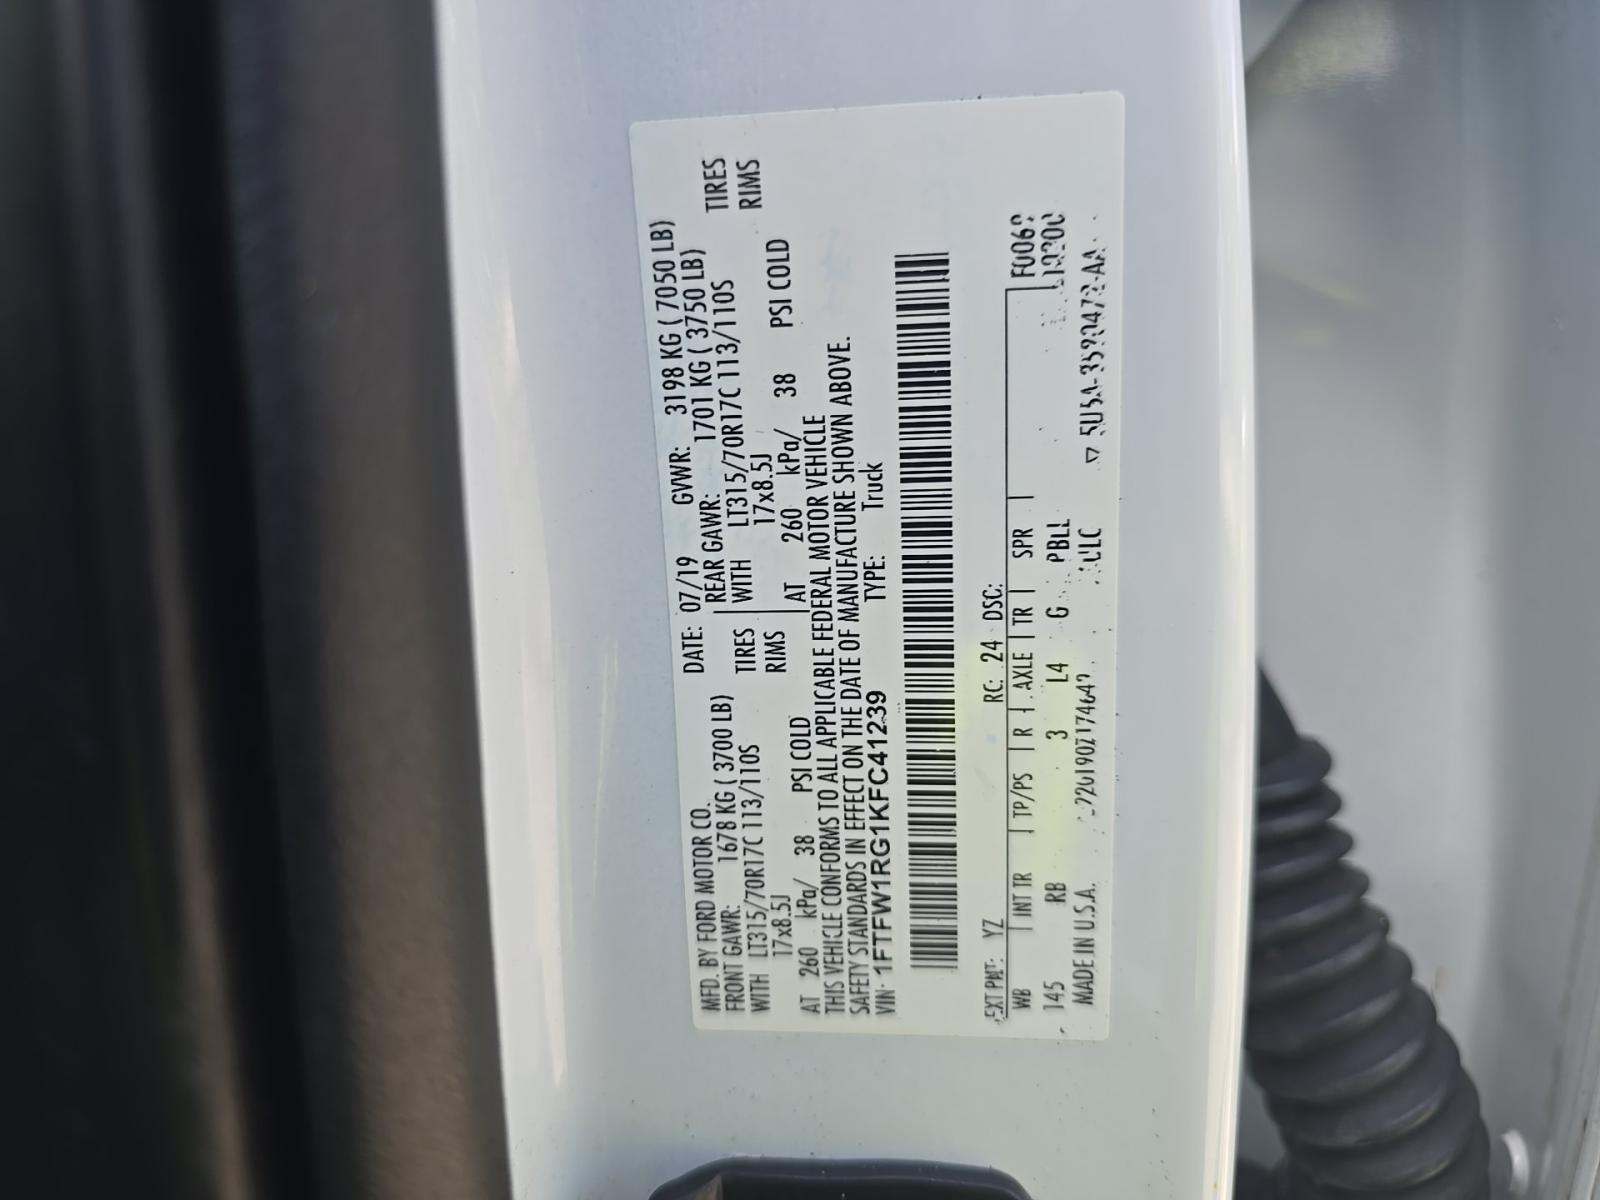 MFD. BY FORD MOTOR CO.
DATE: 07/19 GVWR: 3198 KG ( 7050 LB)
FRONT GAWR: 1678 KG ( 3700 LB) REAR GAWR: 1701 KG ( 3750 LB)
WITH LT315/70R17C 113/110S TIRES WITH LT315/70R17C 113/110S TIRES
17x8.5J RIMS 17x8.5J RIMS
AT 260 kPa/ 38 PSI COLD AT 260 kPa/ 38 PSI COLD
THIS VEHICLE CONFORMS TO ALL APPLICABLE FEDERAL MOTOR VEHICLE
SAFETY STANDARDS IN EFFECT ON THE DATE OF MANUFACTURE SHOWN ABOVE.
VIN: 1FTFW1RG1KFC41239 TYPE: Truck
EXT PNT: YZ RC: 24 DSC:
WB INT TR TP/PS R AXLE TR SPR
145 RB 3 L4 G
MADE IN U.S.A.